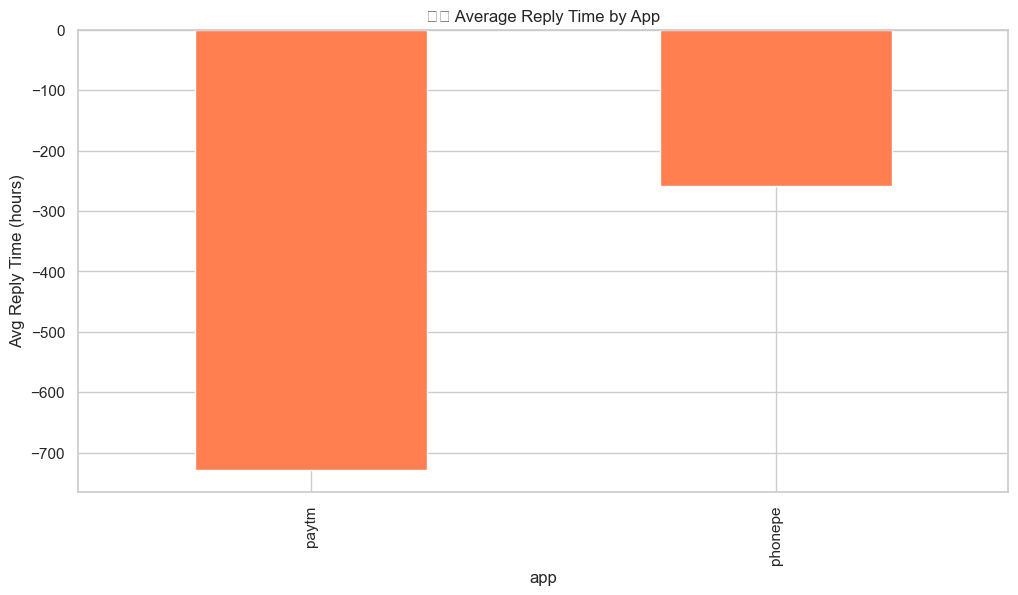 Average Reply Time by App
Avg Reply Time (hours)
0
−100
−200
−300
−400
−500
−600
−700
paytm
phonepe
app